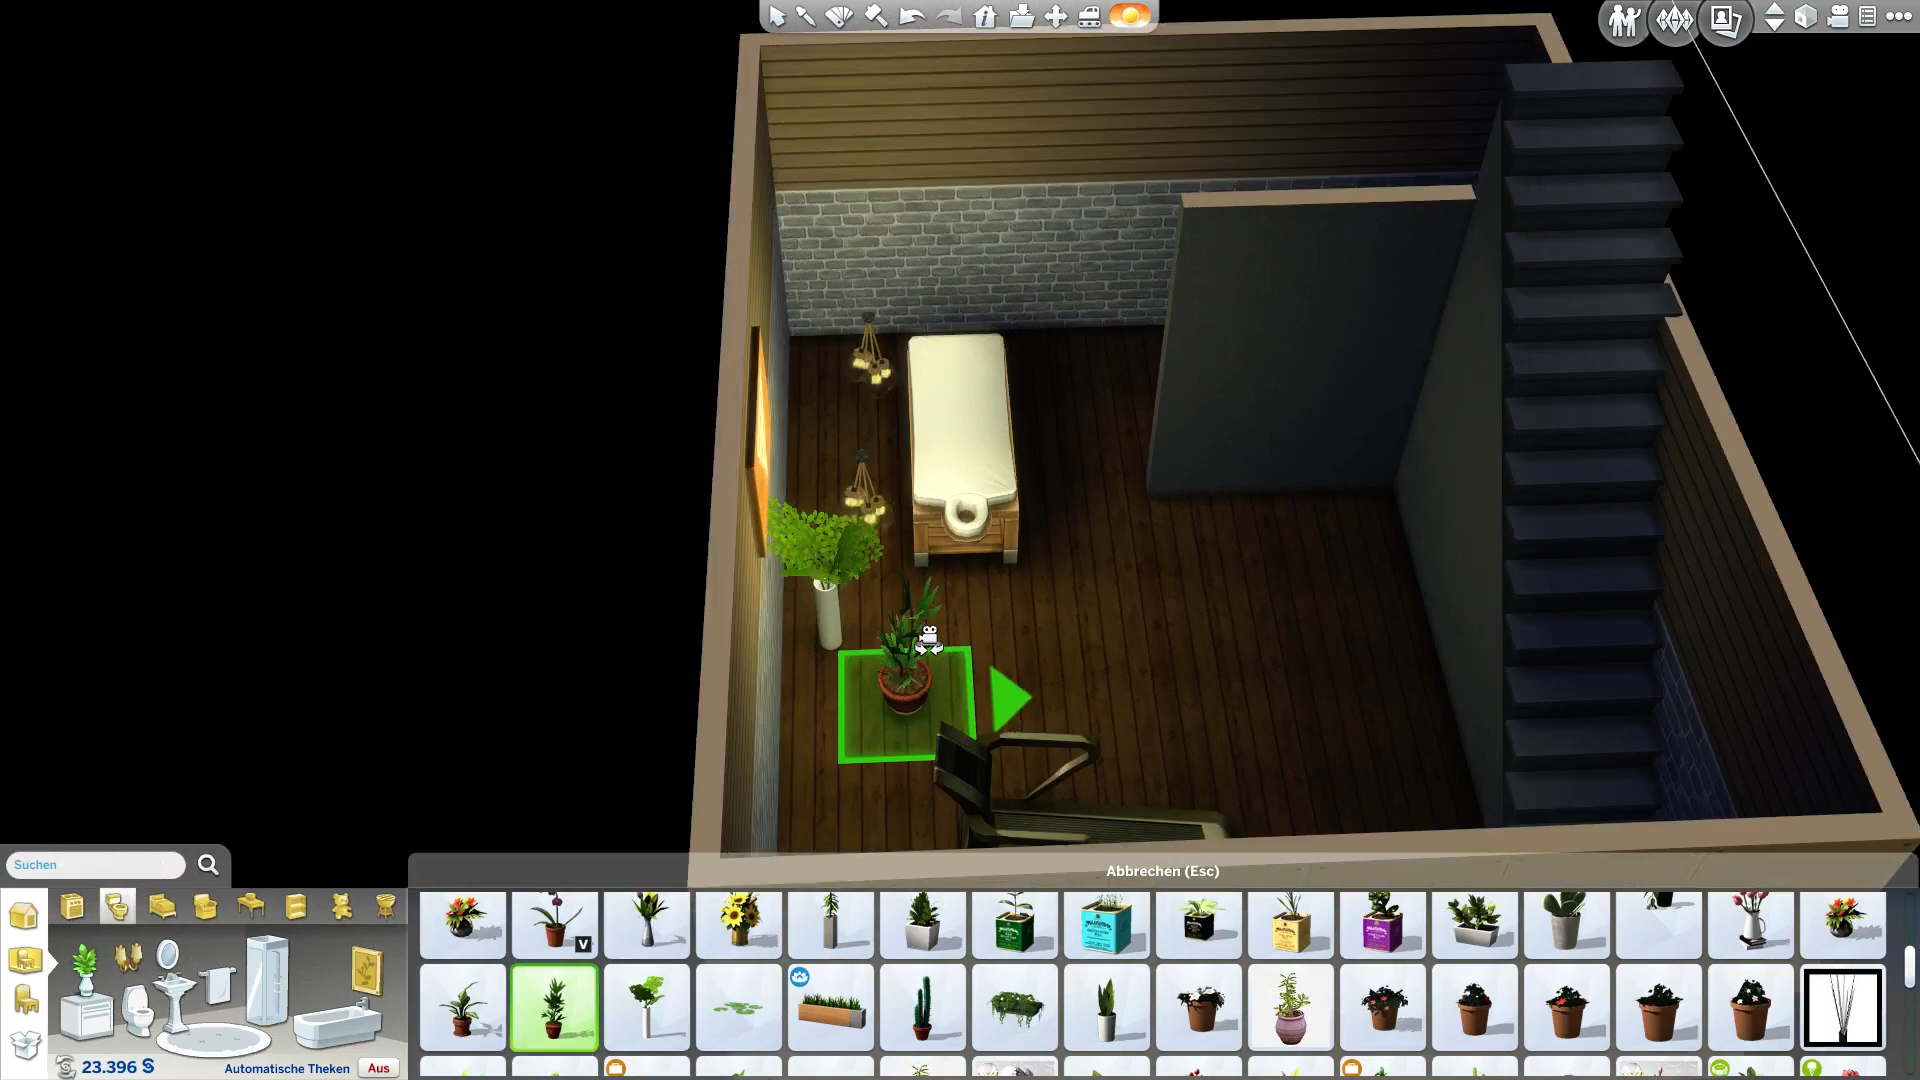 Abbrechen (Esc)
Suchen
V
23.396 S
Automatische Theken
Aus